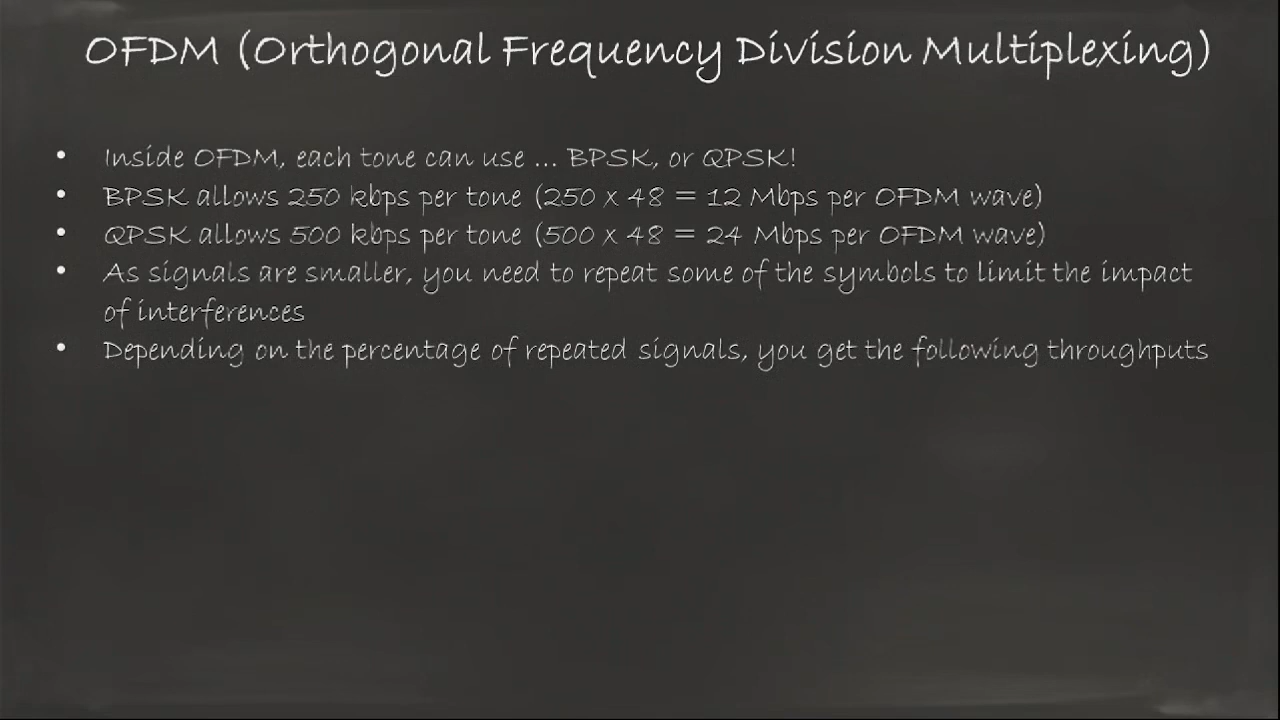 OFDM (Orthogonal Frequency Division Multiplexing)
• Inside OFDM, each tone can use ... BPSK, or QPSK!
• BPSK allows 250 kbps per tone (250 x 48 = 12 Mbps per OFDM wave)
• QPSK allows 500 kbps per tone (500 x 48 = 24 Mbps per OFDM wave)
• As signals are smaller, you need to repeat some of the symbols to limit the impact
of interferences
• Depending on the percentage of repeated signals, you get the following throughputs